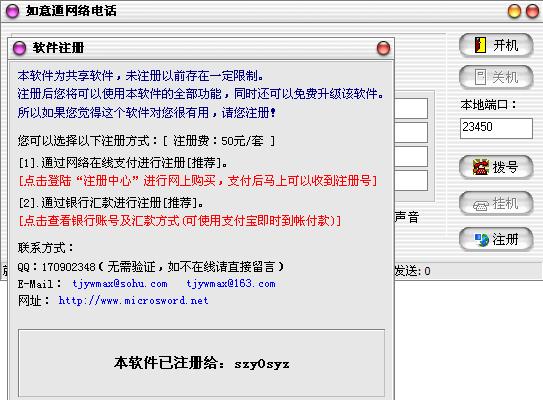 如意通网络电话
软件注册
本软件为共享软件，未注册以前存在一定限制。
注册后您将可以使用本软件的全部功能，同时还可以免费升级该软件。
所以如果您觉得这个软件对您很有用，请您注册！
您可以选择以下注册方式：[ 注册费：50元/套 ]
[1].通过网络在线支付进行注册[推荐]。
[点击登陆“注册中心”进行网上购买，支付后马上可以收到注册号]
[2].通过银行汇款进行注册[推荐]。
[点击查看银行账号及汇款方式(可使用支付宝即时到帐付款)]
联系方式：
QQ：170902348(无需验证，如不在线请直接留言)
E-Mail： tjywmax@sohu.com tjywmax@163.com
网址： http://www.microsword.net
本软件已注册给：szy0syz
开机
关机
本地端口：
23450
拨号
挂机
声音
注册
发送：0